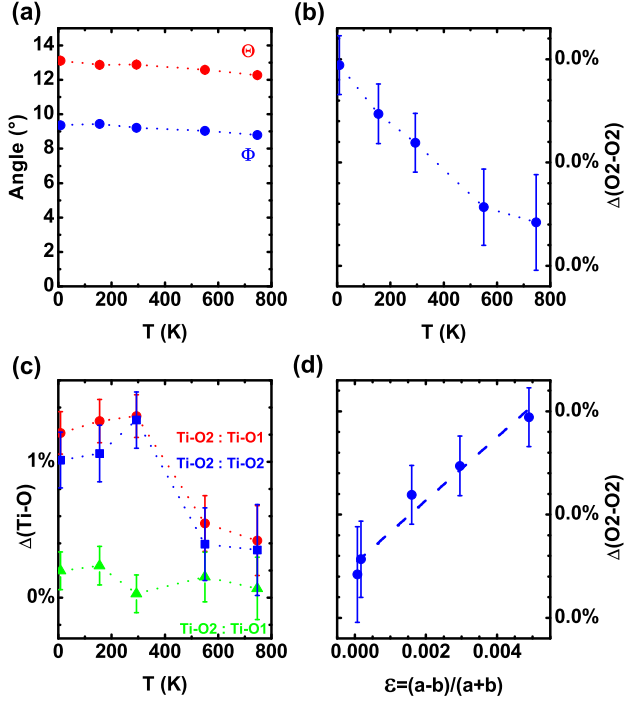 (a)
(b)
14
12
10
8
6
4
2
0
Angle (°)
Θ
Φ
0
200
400
600
800
T (K)
0.0%
0.0%
0.0%
Δ(O2-O2)
0
200
400
600
800
T (K)
(c)
(d)
1%
0%
Δ(Ti-O)
Ti-O2 : Ti-O1
Ti-O2 : Ti-O2
Ti-O2 : Ti-O1
0
200
400
600
800
T (K)
0.0%
0.0%
0.0%
Δ(O2-O2)
0.000
0.002
0.004
ε=(a-b)/(a+b)